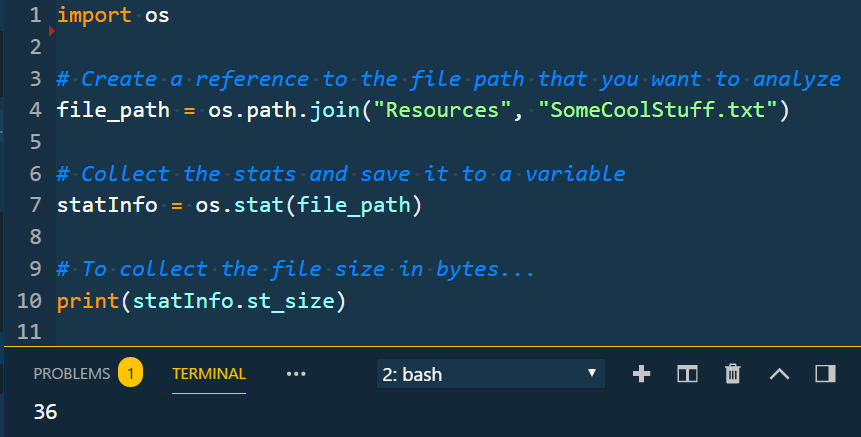 1 import os
2
3 # Create a reference to the file path that you want to analyze
4 file_path = os.path.join("Resources", "SomeCoolStuff.txt")
5
6 # Collect the stats and save it to a variable
7 statInfo = os.stat(file_path)
8
9 # To collect the file size in bytes...
10 print(statInfo.st_size)
11
PROBLEMS 1 TERMINAL ••• 2: bash
36